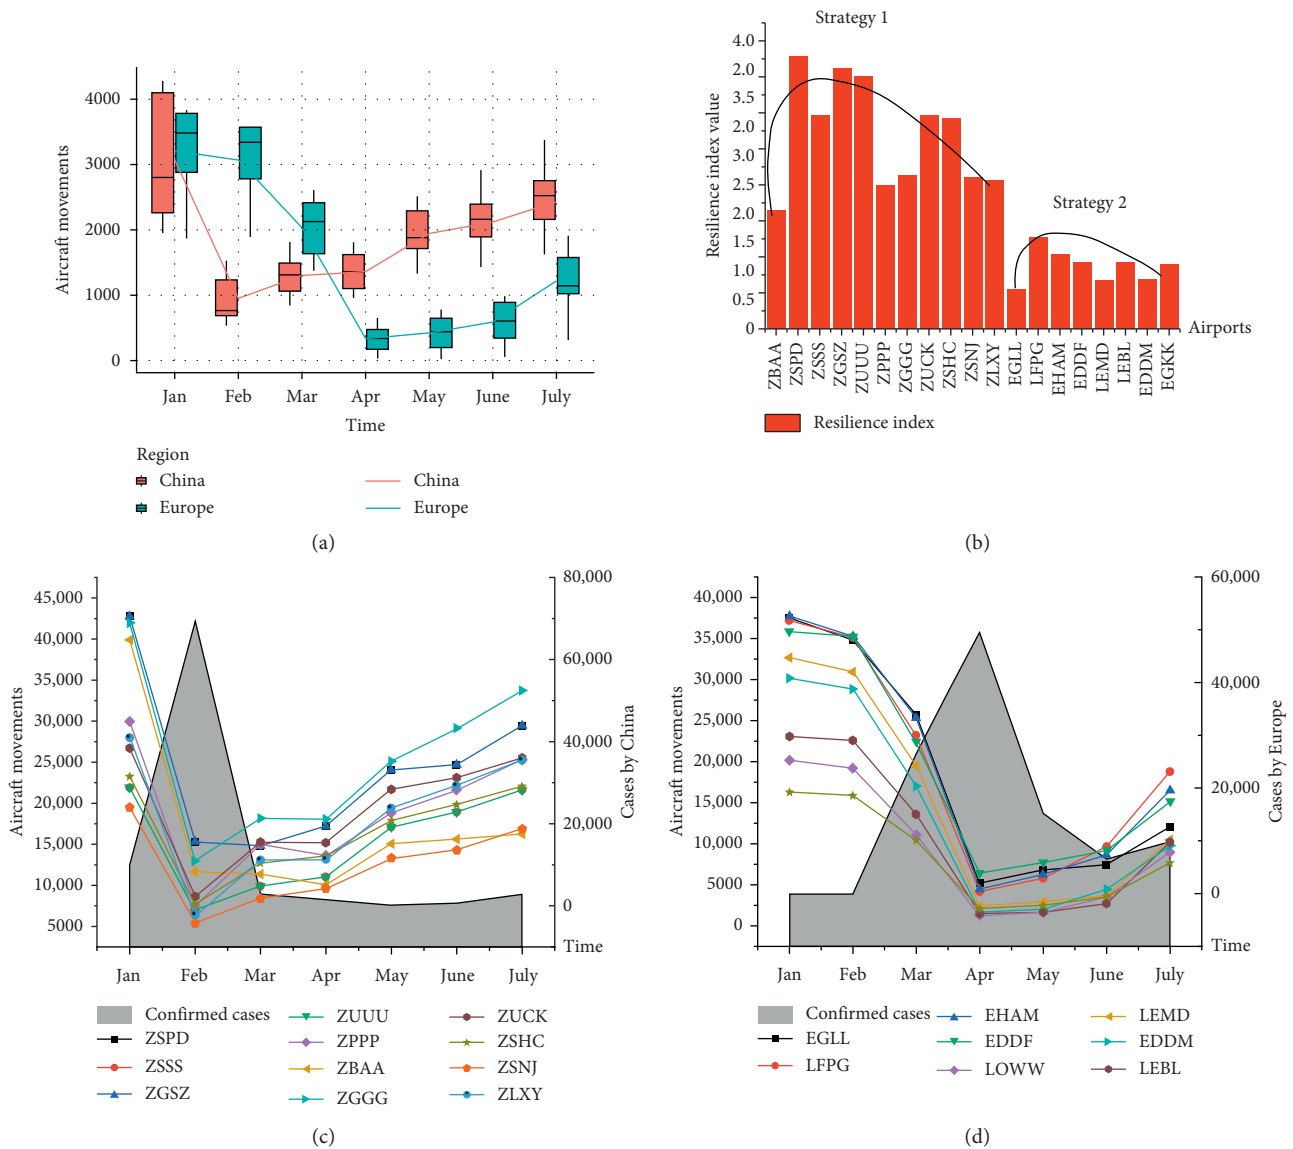 4000
3000
2000
1000
0
Aircraft movements
Jan Feb Mar Apr May June July
Time
Region
China China
Europe Europe
(a)
Strategy 1
Strategy 2
4.0
2.0
3.5
2.0
3.0
2.5
2.0
1.5
1.0
0.5
0
Resilience index value
Airports
ZBAA ZSPD ZSSS ZGSZ ZUUU ZPPP ZGGG ZUCK ZSHC ZSNJ ZLXY EGLL LFPG EHAM EDDF LEMD LEBL EDDM EGKK
Resilience index
(b)
45,000
40,000
35,000
30,000
25,000
20,000
15,000
10,000
5000
Aircraft movements
80,000
60,000
40,000
20,000
0
Cases by China
Time
Jan Feb Mar Apr May June July
Confirmed cases ZUUU ZUCK
ZSPD ZPPP ZSHC
ZSSS ZBAA ZSNJ
ZGSZ ZGGG ZLXY
(c)
40,000
35,000
30,000
25,000
20,000
15,000
10,000
5000
0
Aircraft movements
60,000
40,000
20,000
0
Cases by Europe
Time
Jan Feb Mar Apr May June July
Confirmed cases EHAM LEMD
EGLL EDDF EDDM
LFPG LOWW LEBL
(d)